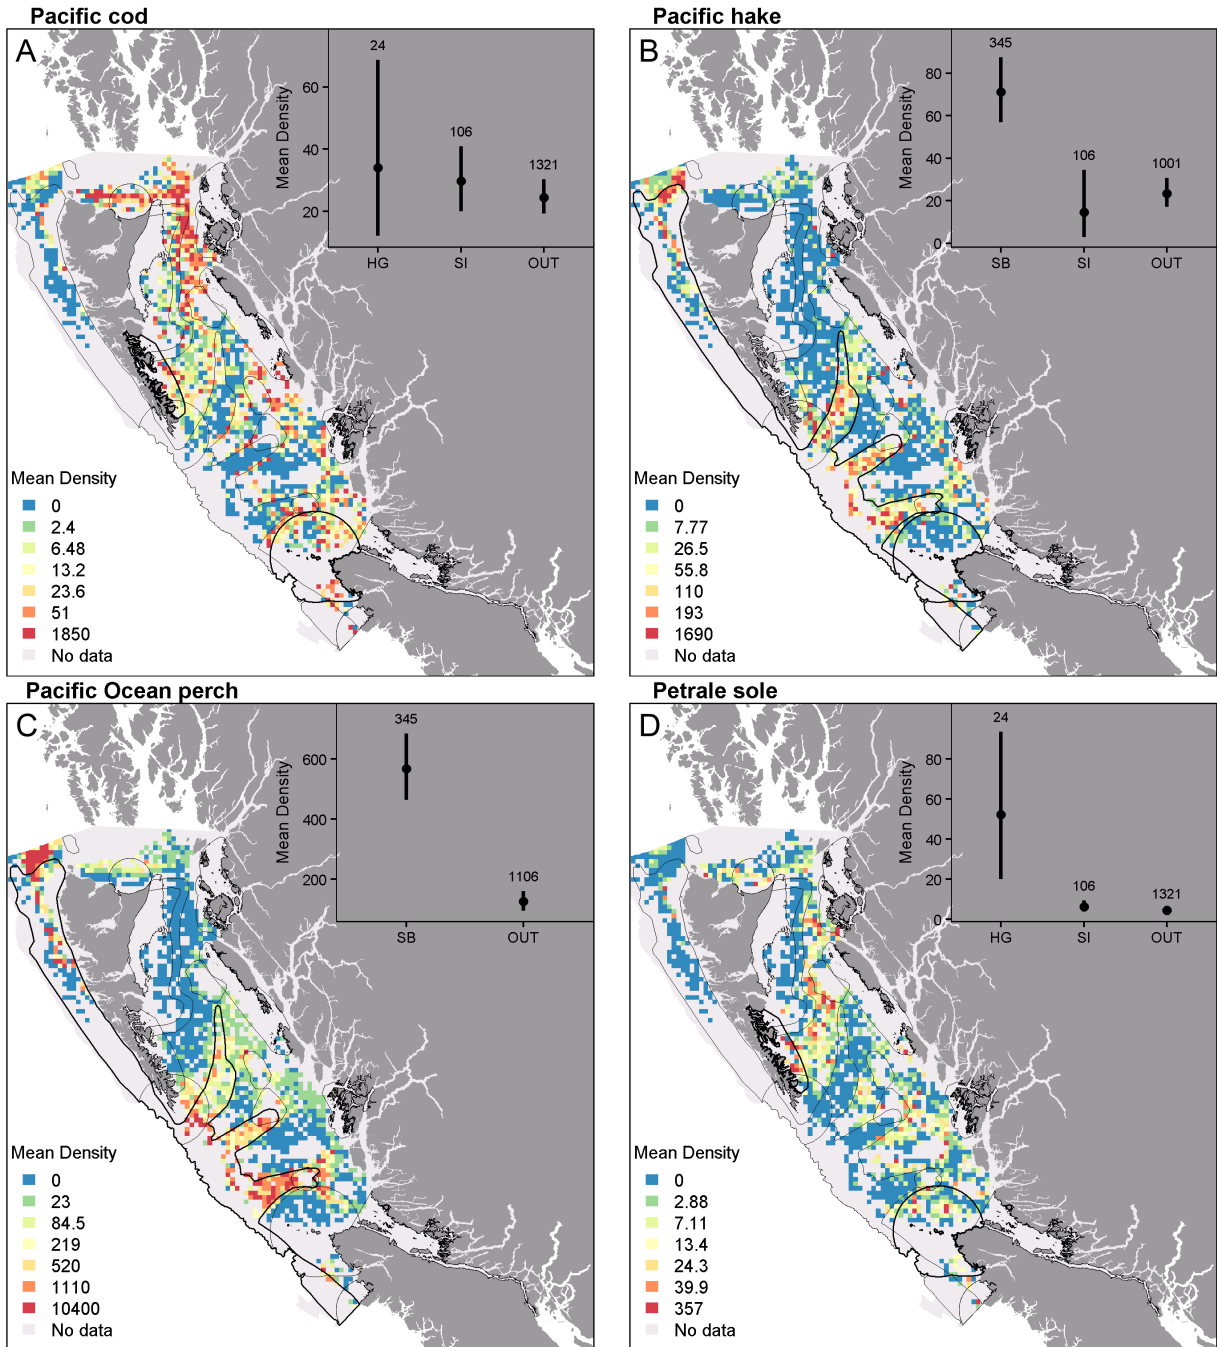 Pacific cod
A
24
106
1321
60
40
20
Mean Density
HG SI OUT
Mean Density
0
2.4
6.48
13.2
23.6
51
1850
No data
Pacific hake
B
345
106
1001
80
60
40
20
0
Mean Density
SB SI OUT
Mean Density
0
7.77
26.5
55.8
110
193
1690
No data
Pacific Ocean perch
C
345
1106
600
400
200
Mean Density
SB OUT
Mean Density
0
23
84.5
219
520
1110
10400
No data
Petrale sole
D
24
106
1321
80
60
40
20
0
Mean Density
HG SI OUT
Mean Density
0
2.88
7.11
13.4
24.3
39.9
357
No data